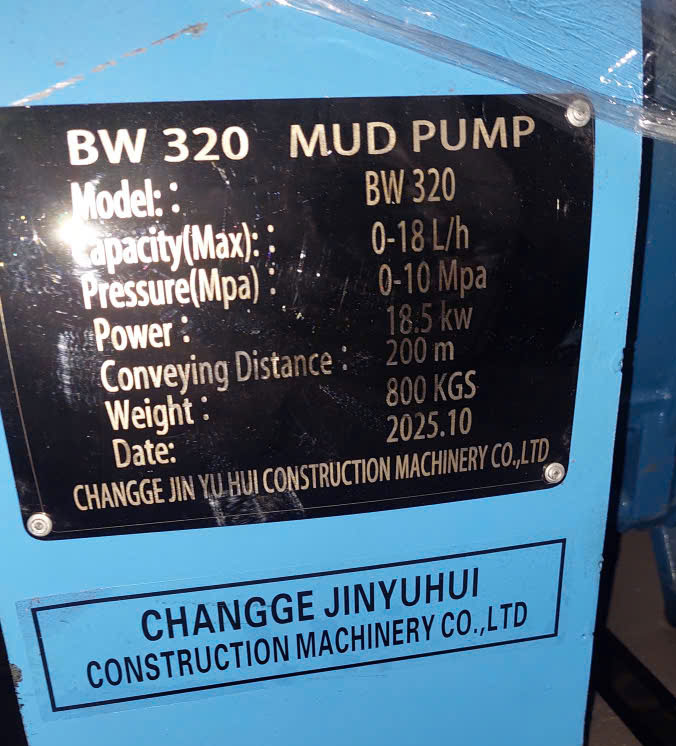 BW 320 MUD PUMP
Model: : BW 320
Capacity(Max): : 0-18 L/h
Pressure(Mpa) : 0-10 Mpa
Power : 18.5 kw
Conveying Distance : 200 m
Weight : 800 KGS
Date: 2025.10
CHANGGE JIN YU HUI CONSTRUCTION MACHINERY CO.,LTD
CHANGGE JINYUHUI
CONSTRUCTION MACHINERY CO.,LTD